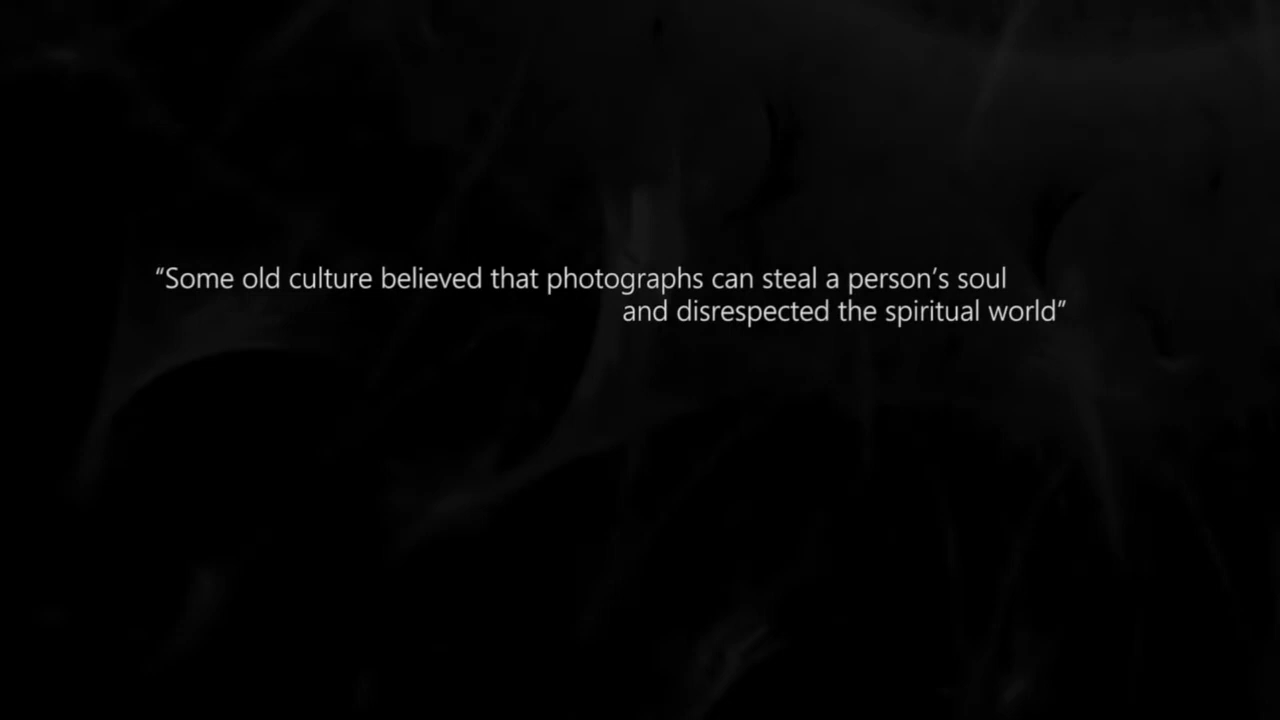 “Some old culture believed that photographs can steal a person’s soul
and disrespected the spiritual world”